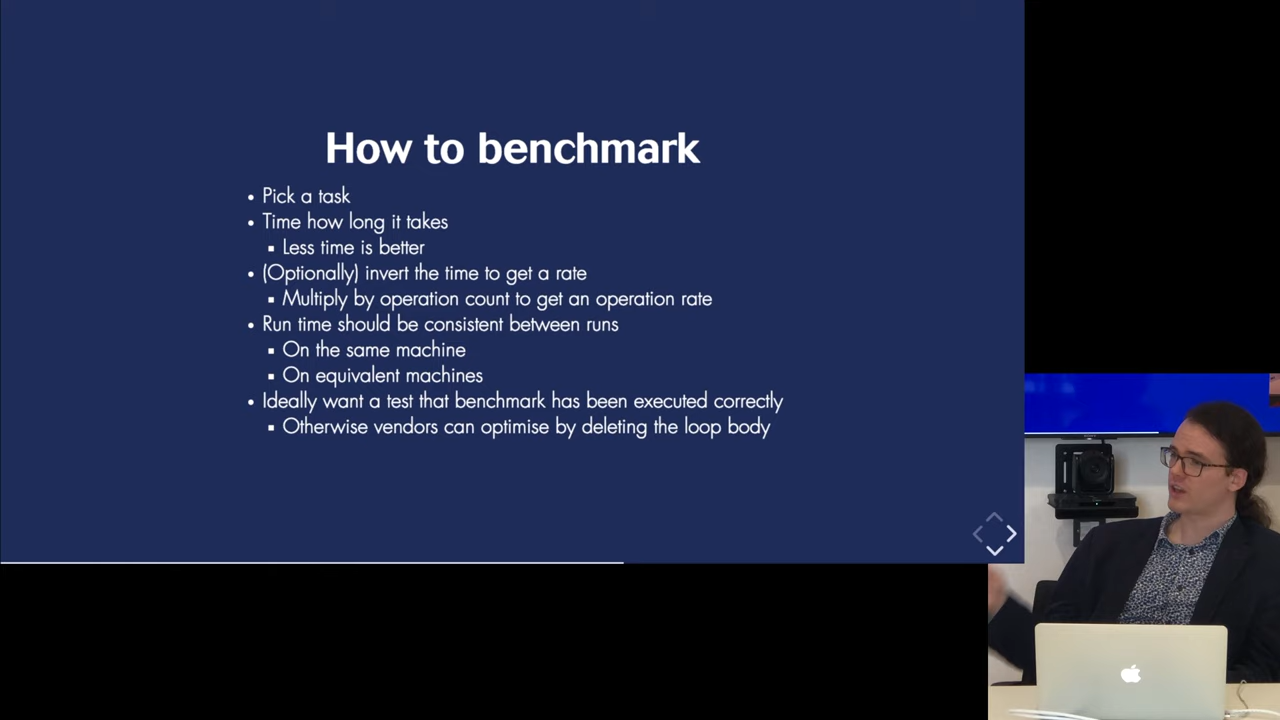 How to benchmark
• Pick a task
• Time how long it takes
▪ Less time is better
• (Optionally) invert the time to get a rate
▪ Multiply by operation count to get an operation rate
• Run time should be consistent between runs
▪ On the same machine
▪ On equivalent machines
• Ideally want a test that benchmark has been executed correctly
▪ Otherwise vendors can optimise by deleting the loop body